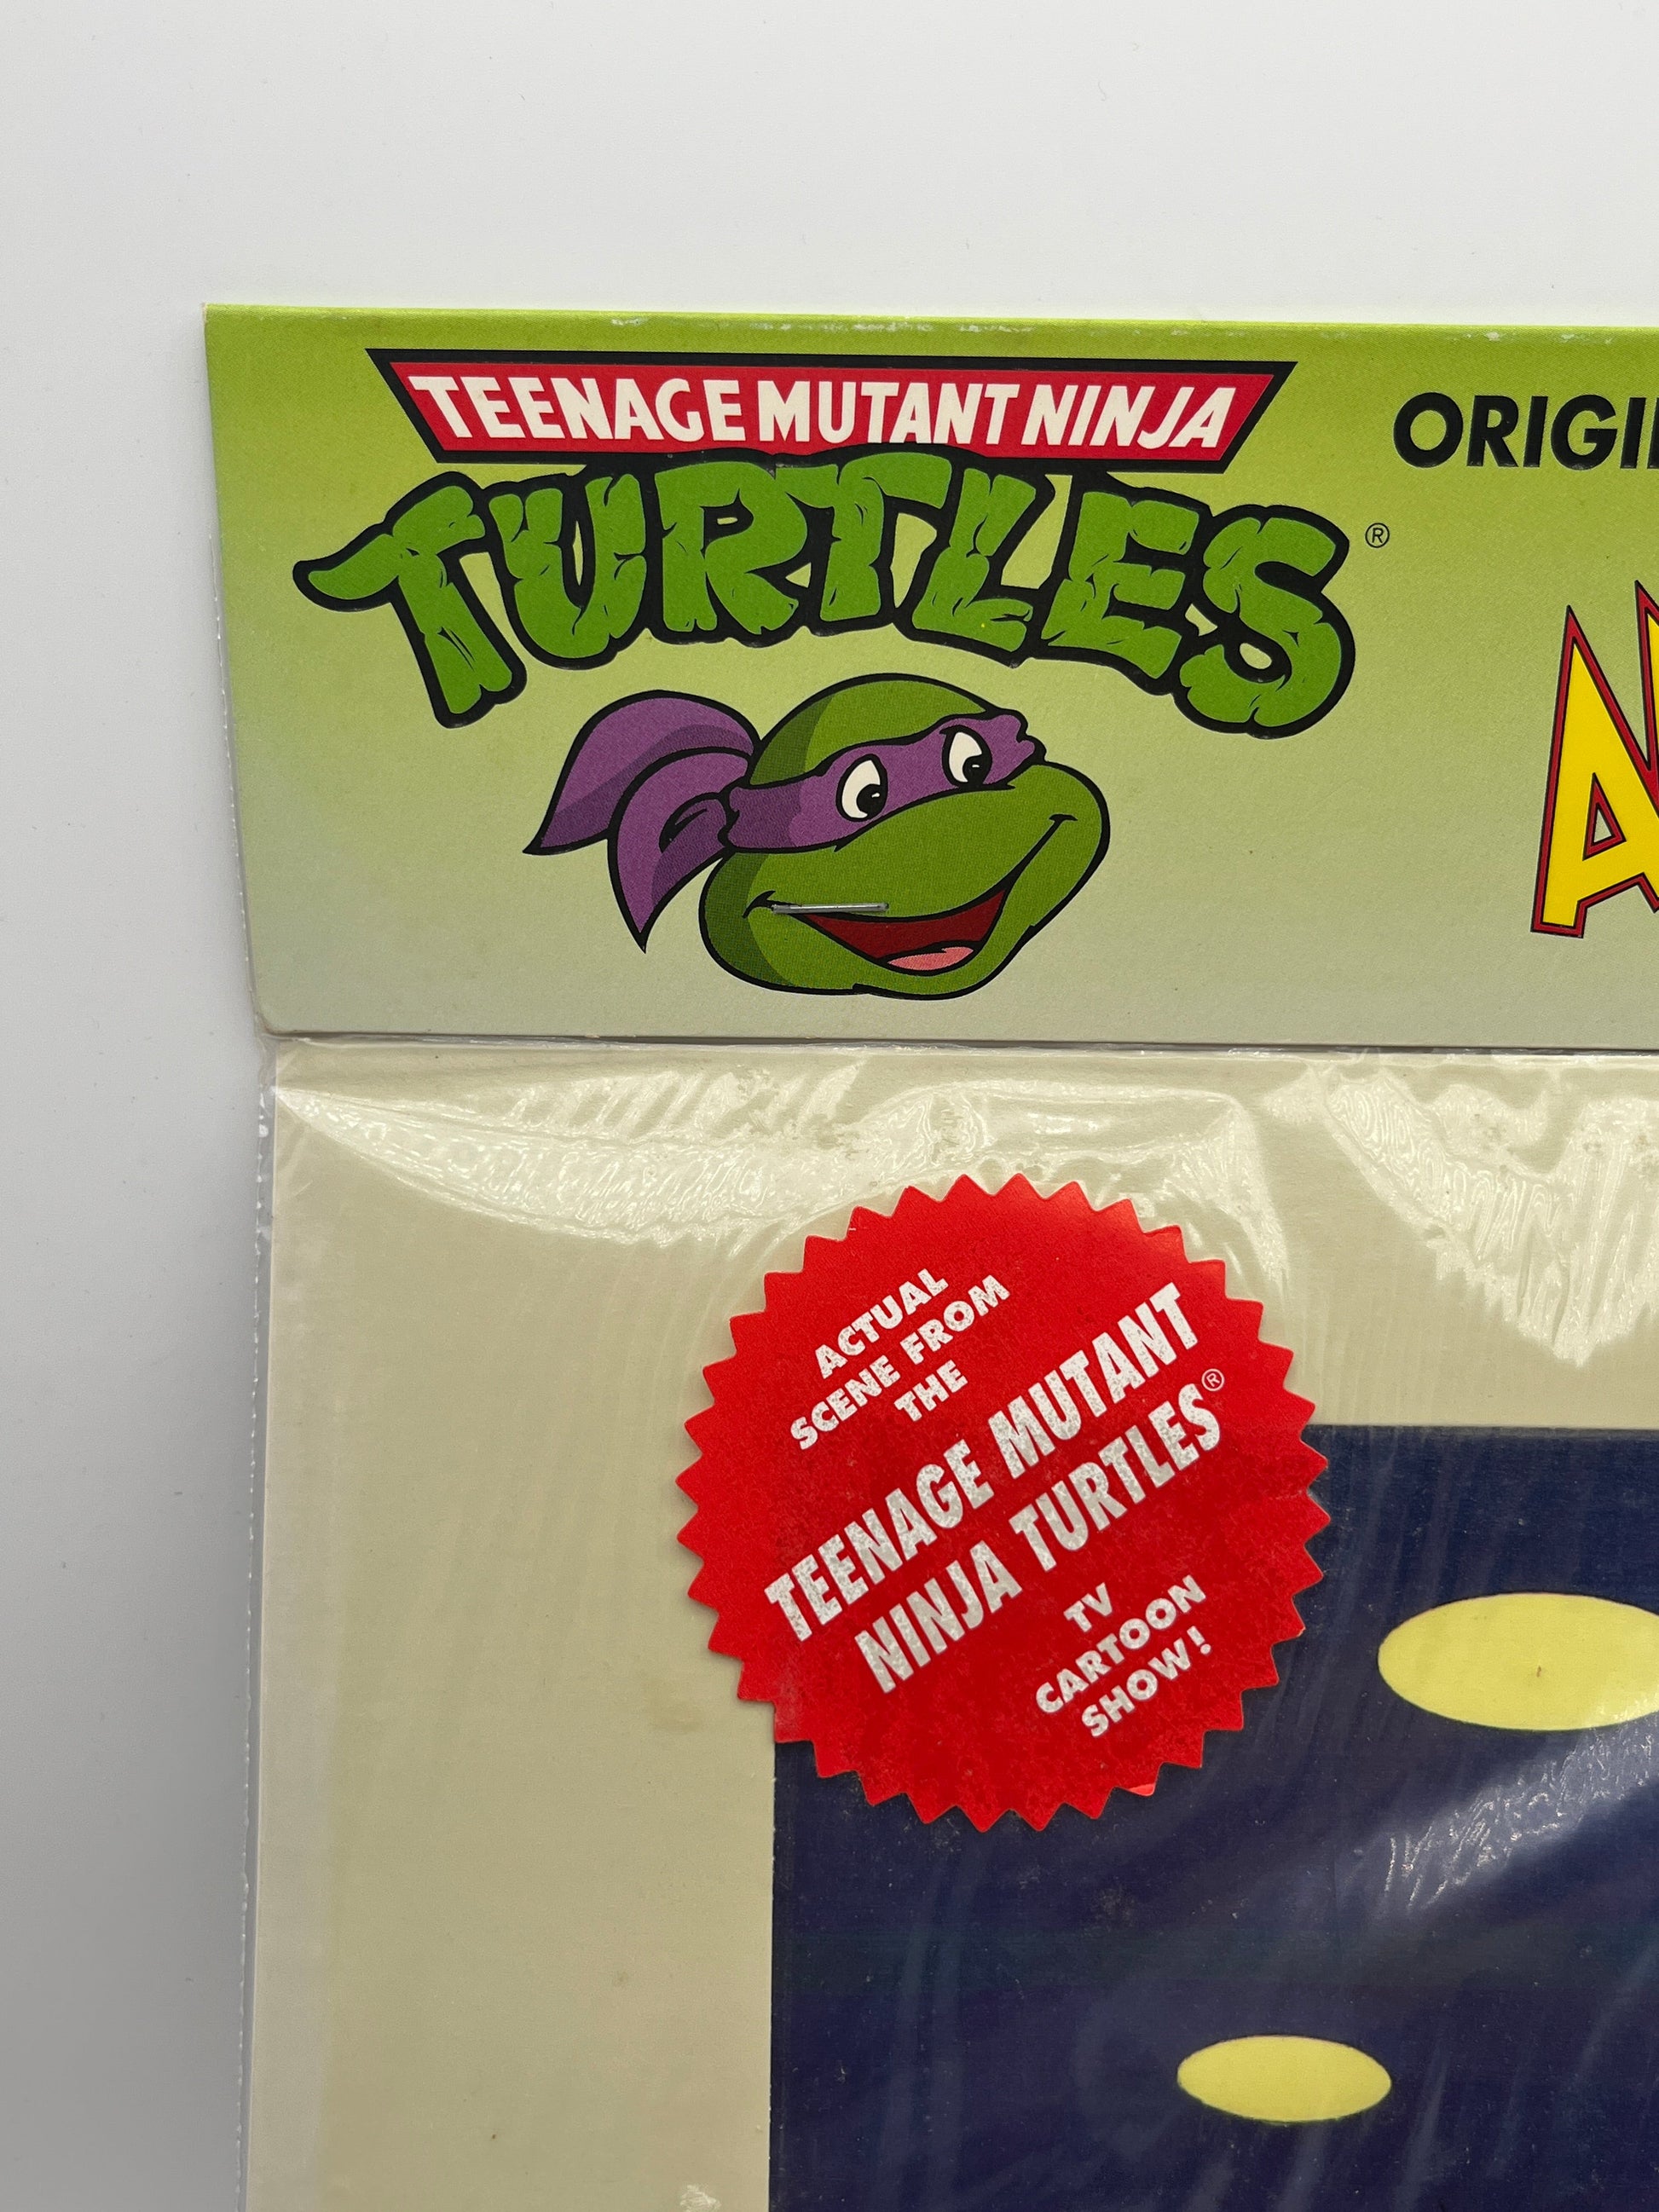 TEENAGE MUTANT NINJA
TURTLES®
ACTUAL
SCENE FROM
THE
TEENAGE MUTANT
NINJA TURTLES®
TV
CARTOON
SHOW!